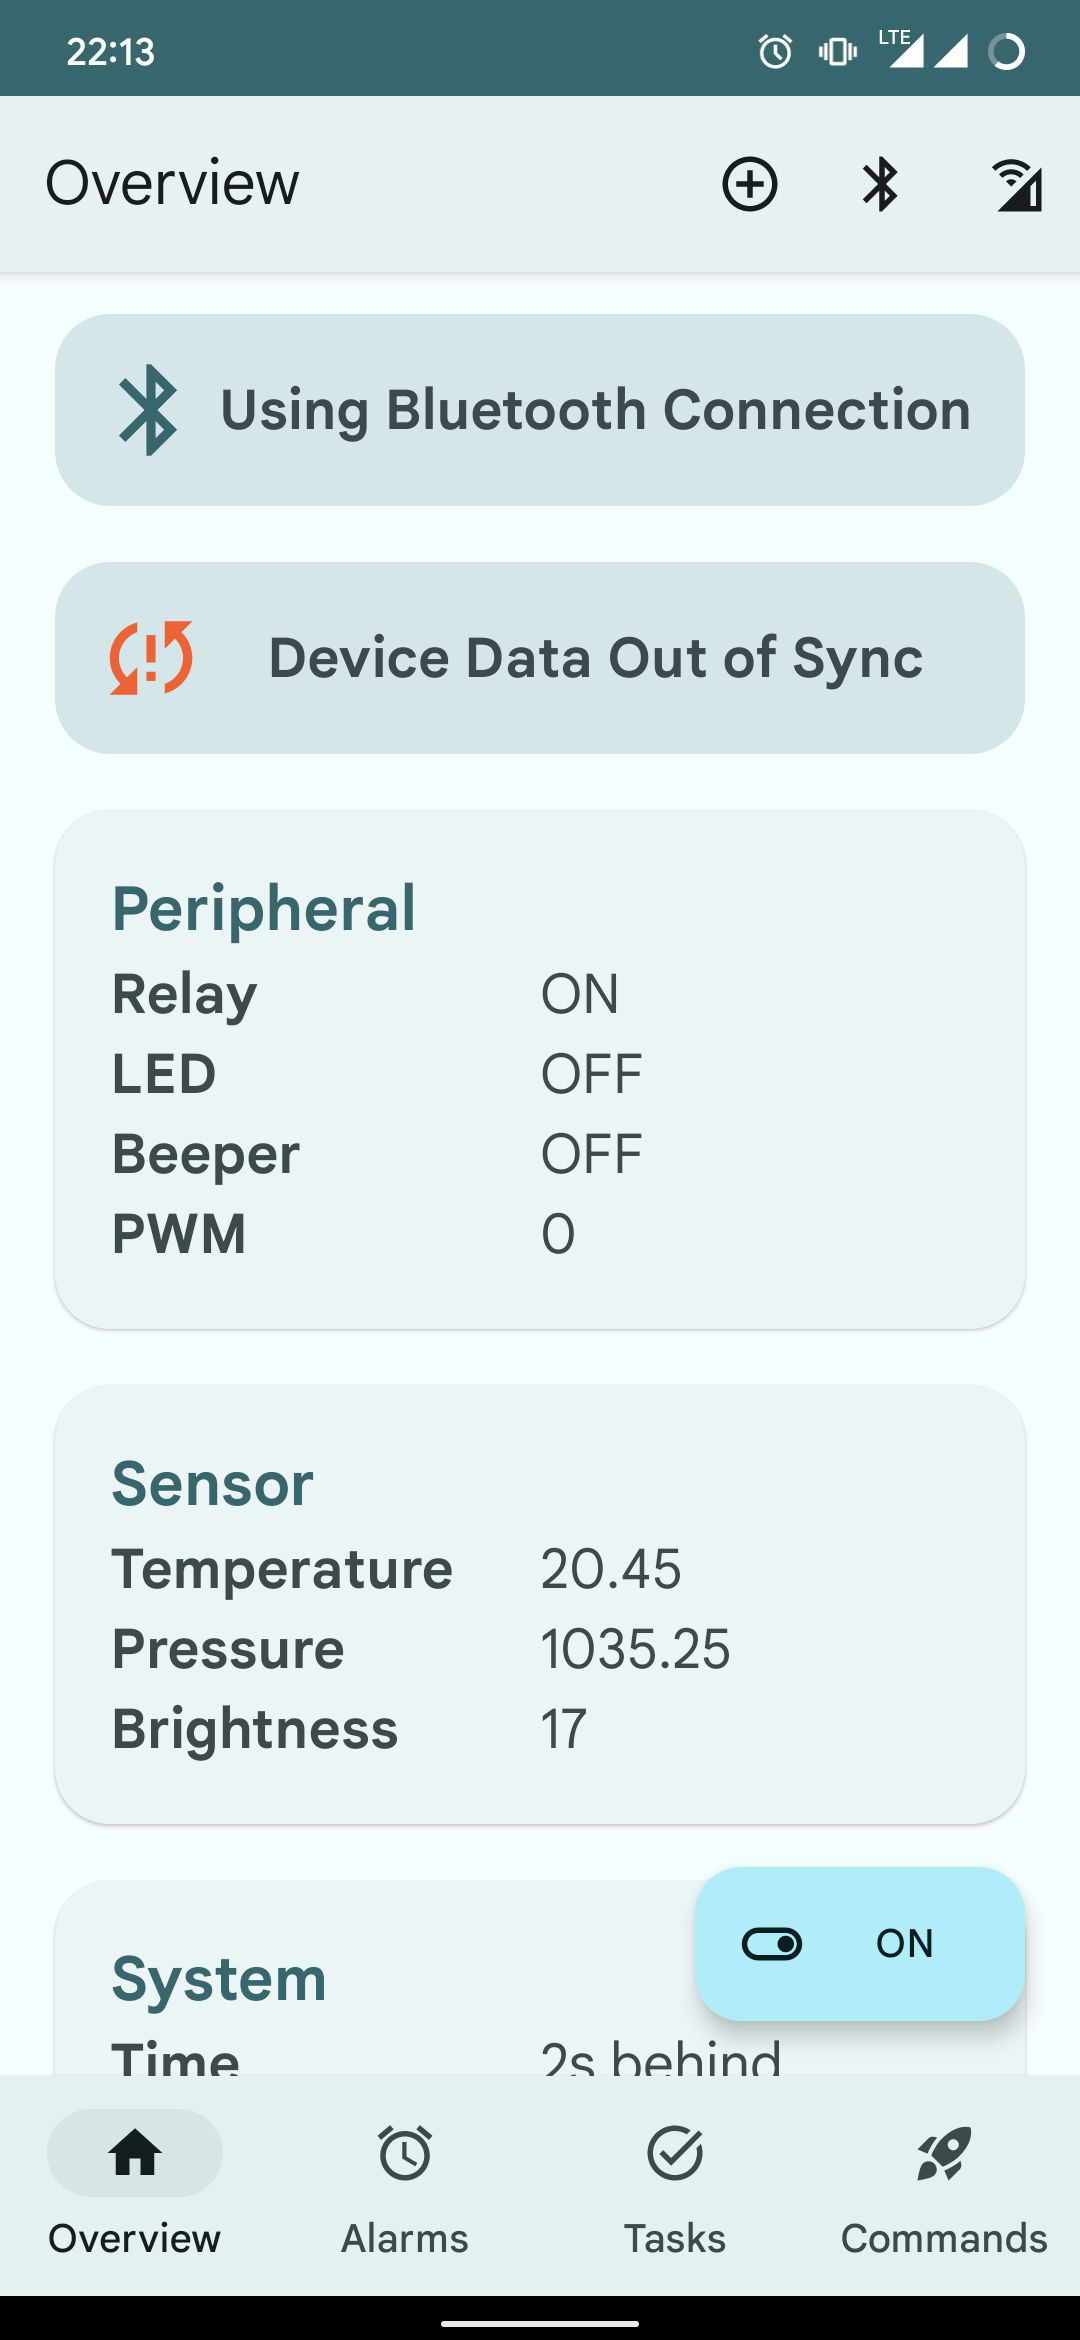 22:13
LTE
Overview
Using Bluetooth Connection
Device Data Out of Sync
Peripheral
Relay ON
LED OFF
Beeper OFF
PWM 0
Sensor
Temperature 20.45
Pressure 1035.25
Brightness 17
ON
System
Time 2s behind
Overview Alarms Tasks Commands